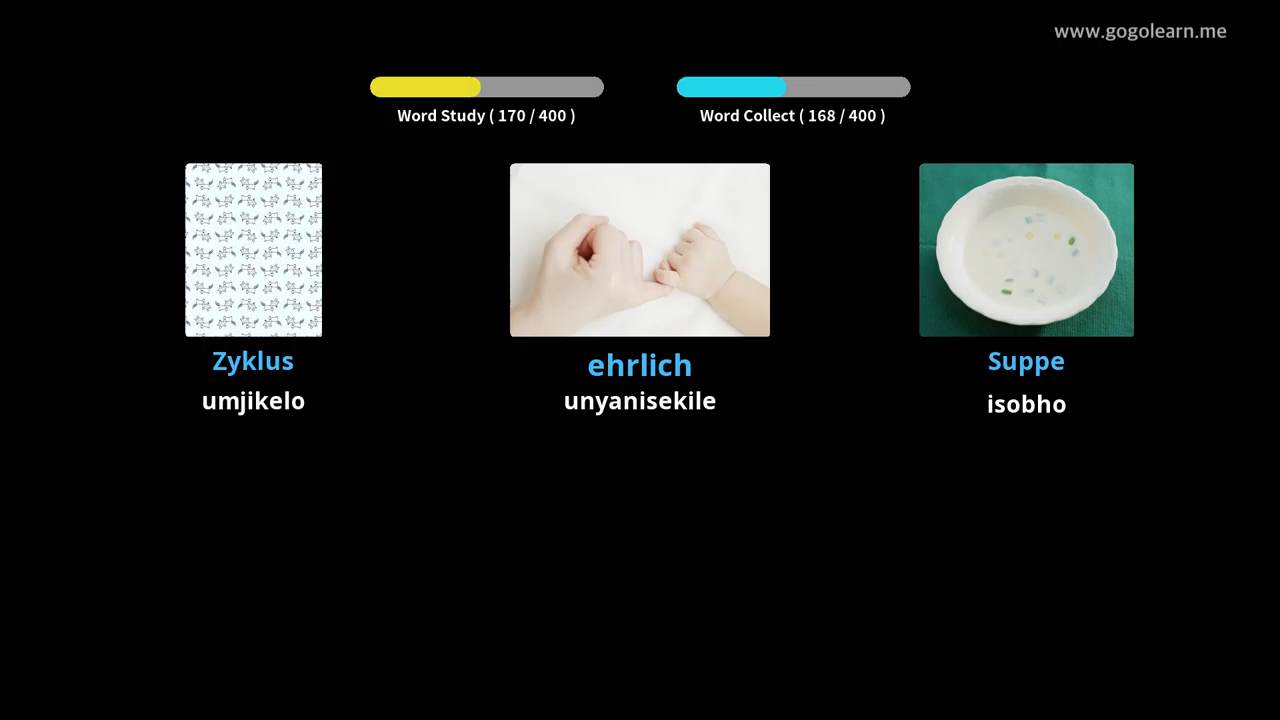 www.gogolearn.me
Word Study ( 170 / 400 )
Word Collect ( 168 / 400 )
Zyklus
umjikelo
ehrlich
unyanisekile
Suppe
isobho